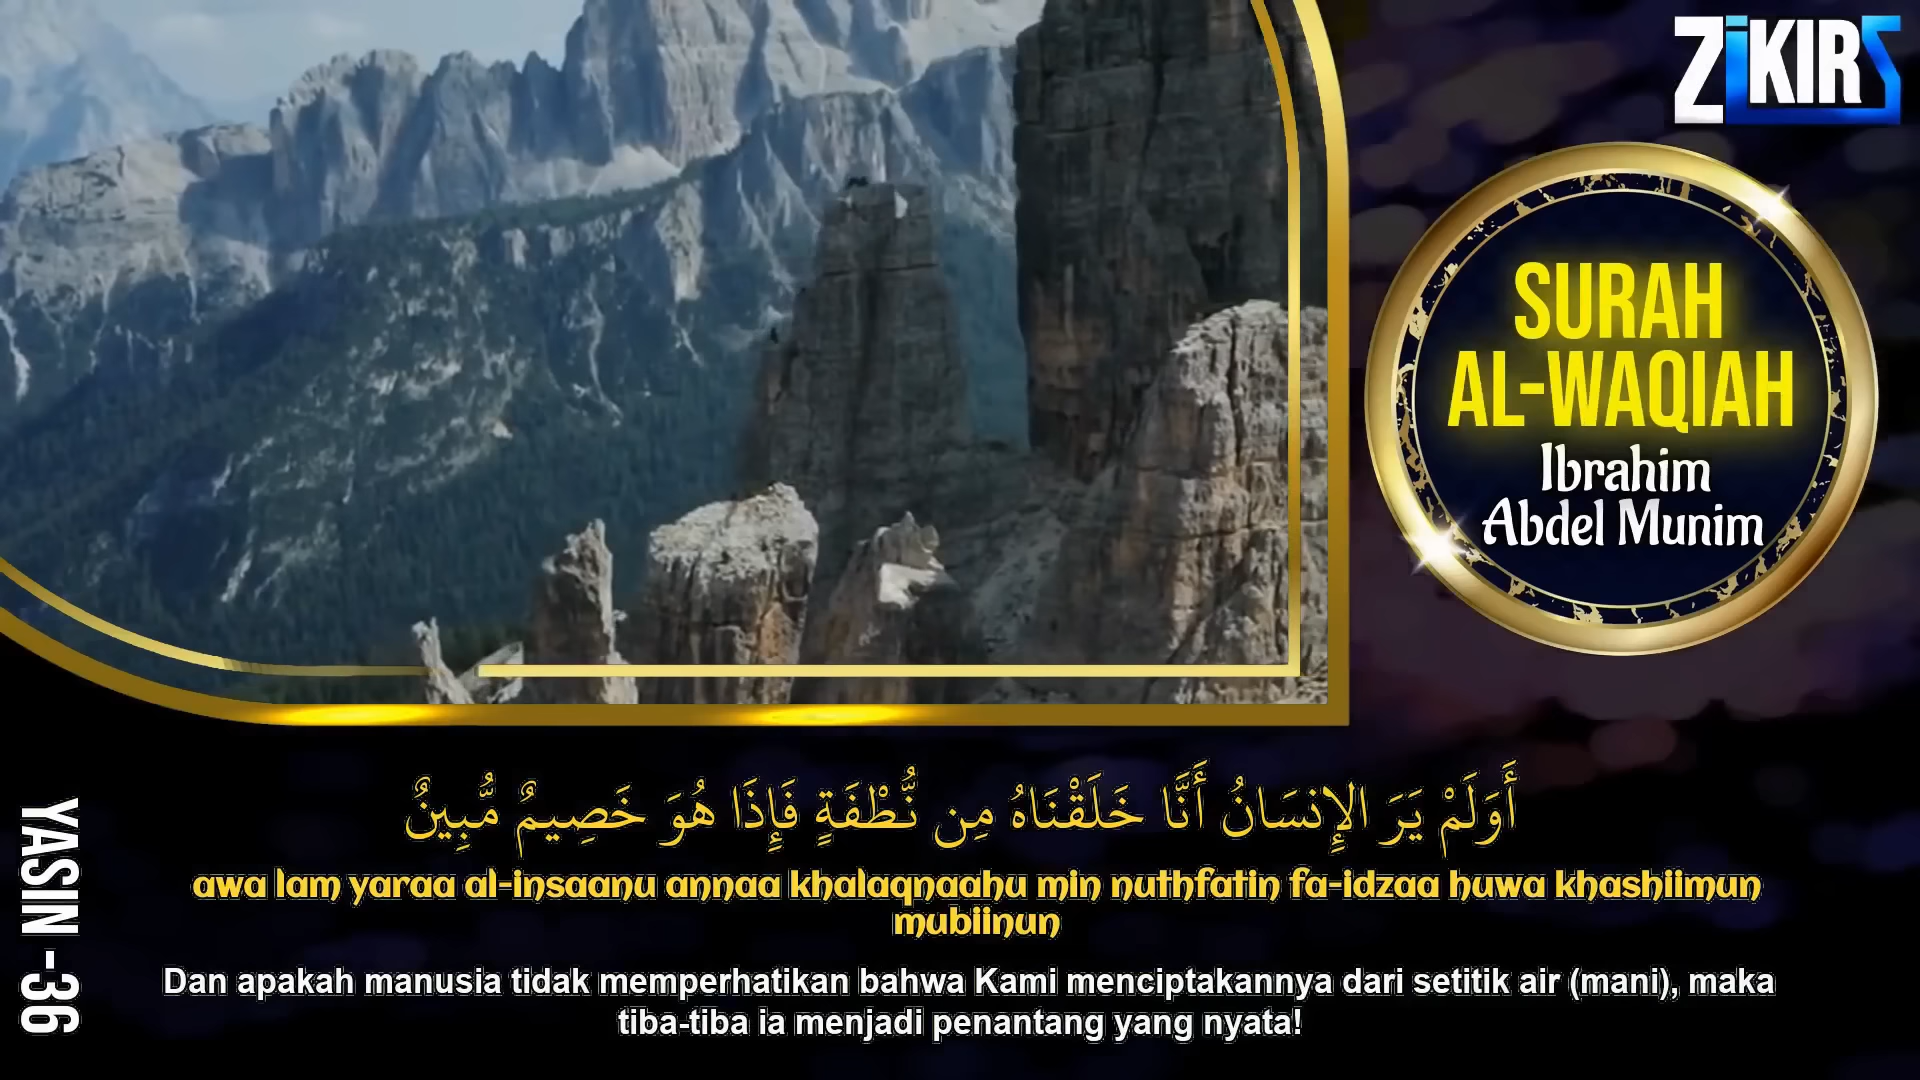 ZiKIRS
SURAH
AL-WAQIAH
Ibrahim
Abdel Munim
أَوَلَمْ يَرَ الإِنسَانُ أَنَّا خَلَقْنَاهُ مِن نُّطْفَةٍ فَإِذَا هُوَ خَصِيمٌ مُّبِينٌ
awa lam yaraa al-insaanu annaa khalaqnaahu min nuthfatin fa-idzaa huwa khashiimun
mubiinun
Dan apakah manusia tidak memperhatikan bahwa Kami menciptakannya dari setitik air (mani), maka
tiba-tiba ia menjadi penantang yang nyata!
YASIN -36